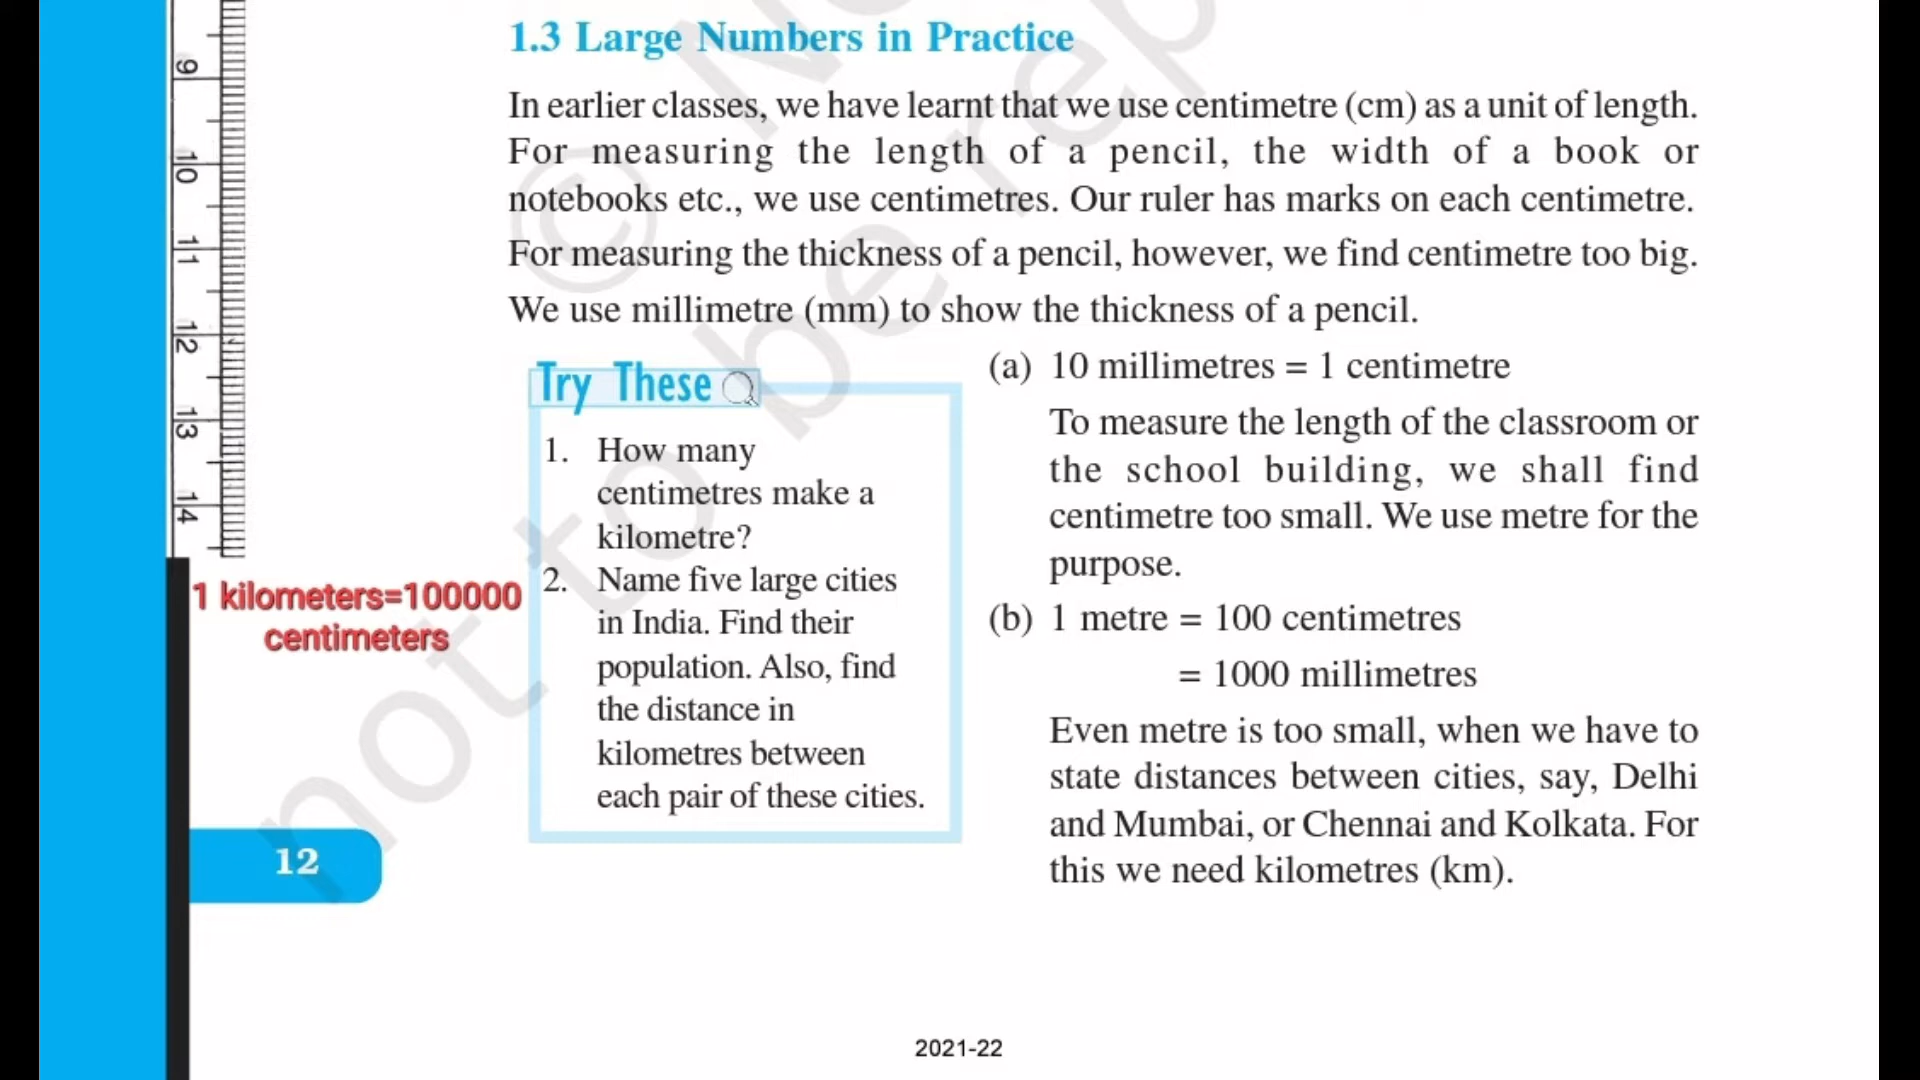 1.3 Large Numbers in Practice
In earlier classes, we have learnt that we use centimetre (cm) as a unit of length.
For measuring the length of a pencil, the width of a book or
notebooks etc., we use centimetres. Our ruler has marks on each centimetre.
For measuring the thickness of a pencil, however, we find centimetre too big.
We use millimetre (mm) to show the thickness of a pencil.
Try These
1. How many
centimetres make a
kilometre?
2. Name five large cities
in India. Find their
population. Also, find
the distance in
kilometres between
each pair of these cities.
(a) 10 millimetres = 1 centimetre
To measure the length of the classroom or
the school building, we shall find
centimetre too small. We use metre for the
purpose.
(b) 1 metre = 100 centimetres
= 1000 millimetres
Even metre is too small, when we have to
state distances between cities, say, Delhi
and Mumbai, or Chennai and Kolkata. For
this we need kilometres (km).
9
10
11
12
13
14
1 kilometers=100000
centimeters
12
2021-22
not to be rep
© N